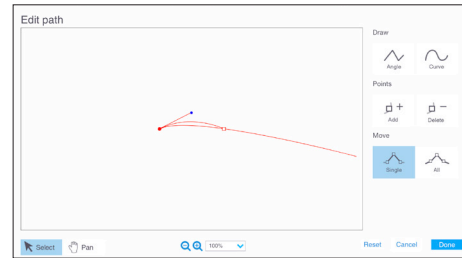 Edit path
Draw
Angle
Curve
Points
Add
Delete
Move
Single
All
Select
Pan
100%
Reset
Cancel
Done